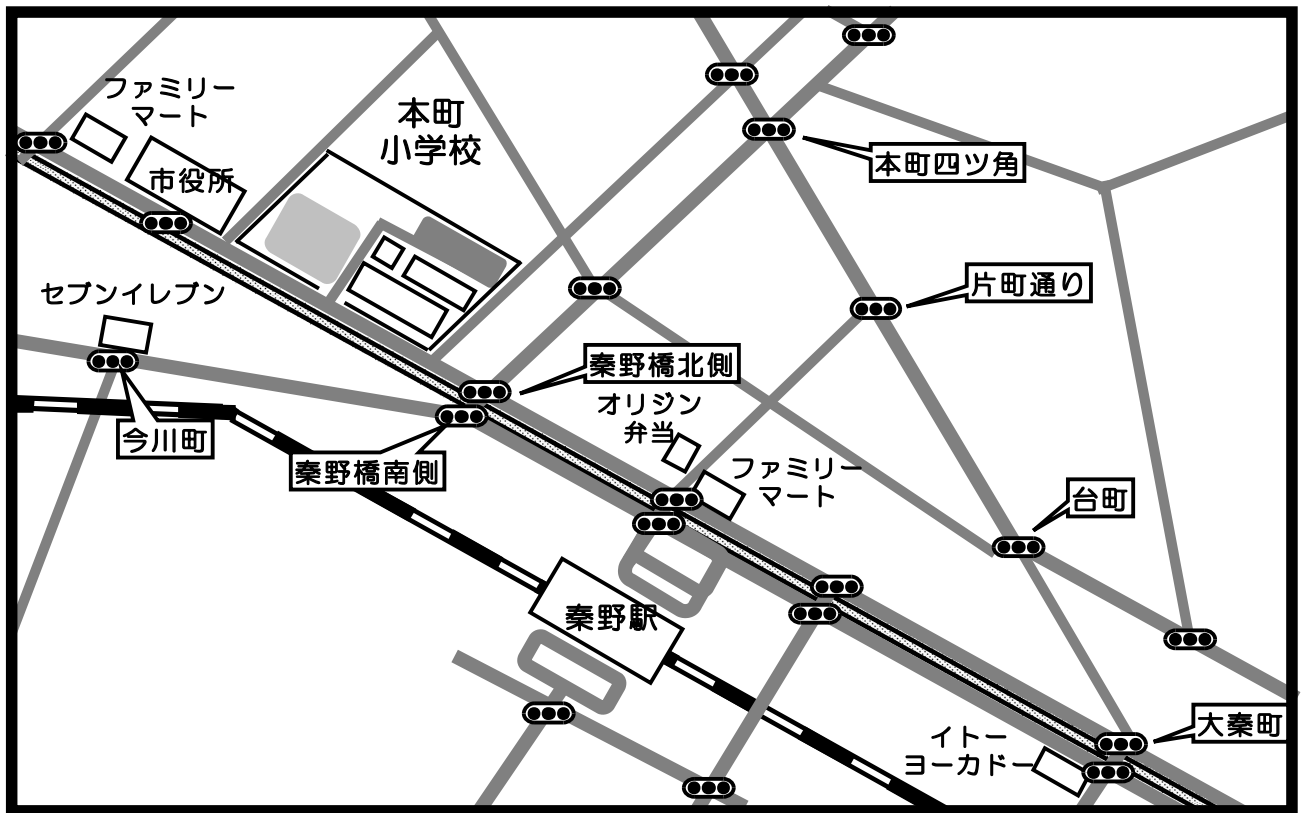 ファミリー
マート
本町
小学校
市役所
本町四ツ角
セブンイレブン
片町通り
秦野橋北側
オリジン
弁当
今川町
秦野橋南側
ファミリー
マート
台町
秦野駅
大秦町
イトー
ヨーカドー